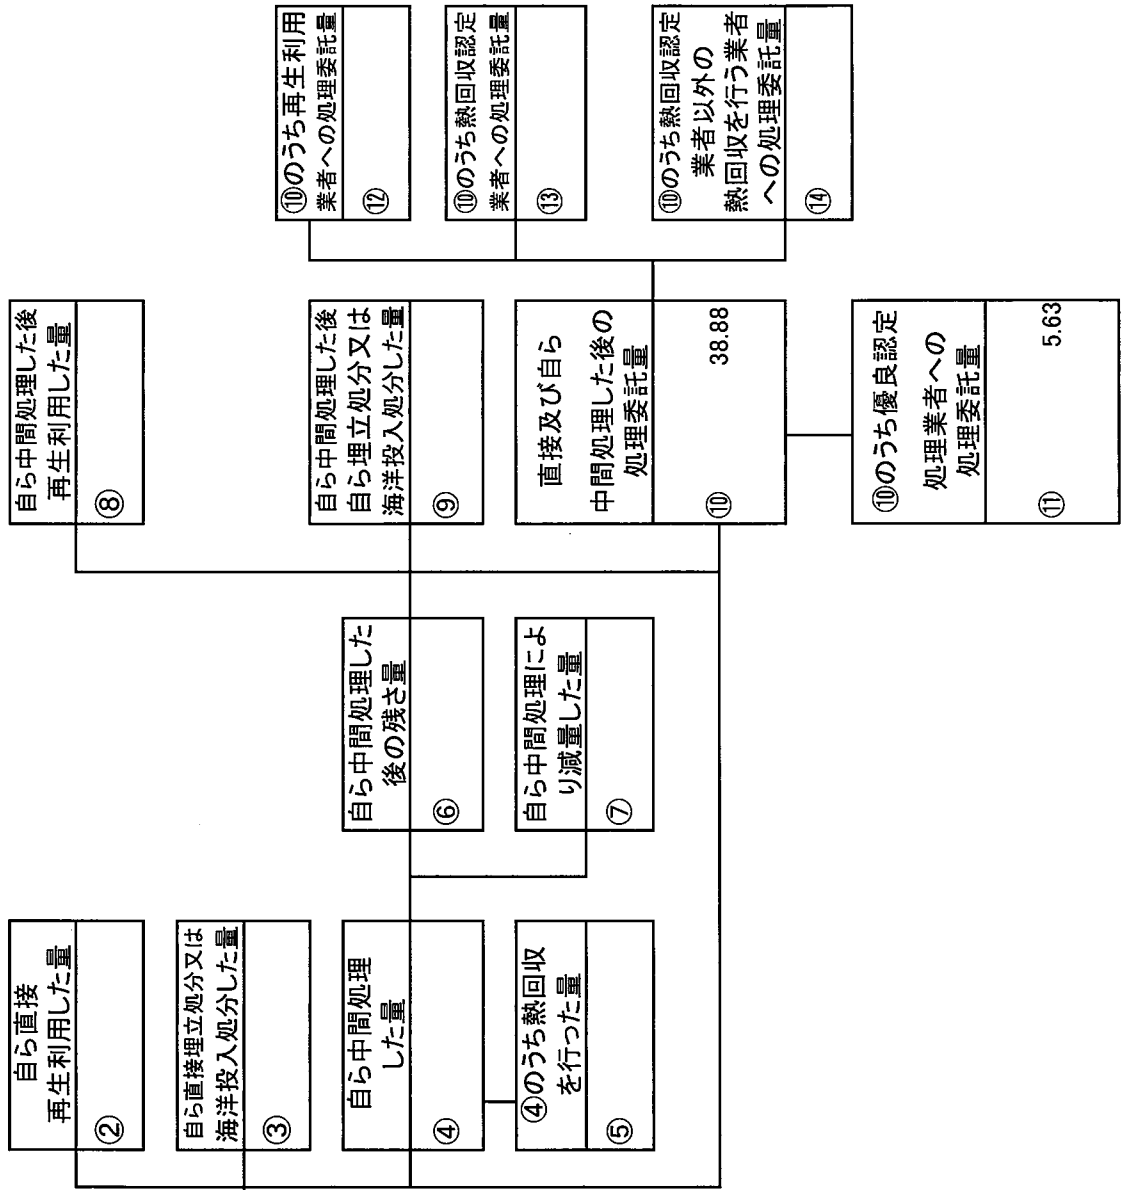 自ら直接
再生利用した量
②
自ら直接埋立処分又は
海洋投入処分した量
③
自ら中間処理
した量
④
④のうち熱回収
を行った量
⑤
自ら中間処理した
後の残さ量
⑥
自ら中間処理によ
り減量した量
⑦
自ら中間処理した後
再生利用した量
⑧
自ら中間処理した後
自ら埋立処分又は
海洋投入処分した量
⑨
直接及び自ら
中間処理した後の
処理委託量
⑩ 38.88
⑩のうち優良認定
処理業者への
処理委託量
⑪ 5.63
⑩のうち再生利用
業者への処理委託量
⑫
⑩のうち熱回収認定
業者への処理委託量
⑬
⑩のうち熱回収認定
業者以外の
熱回収を行う業者
への処理委託量
⑭